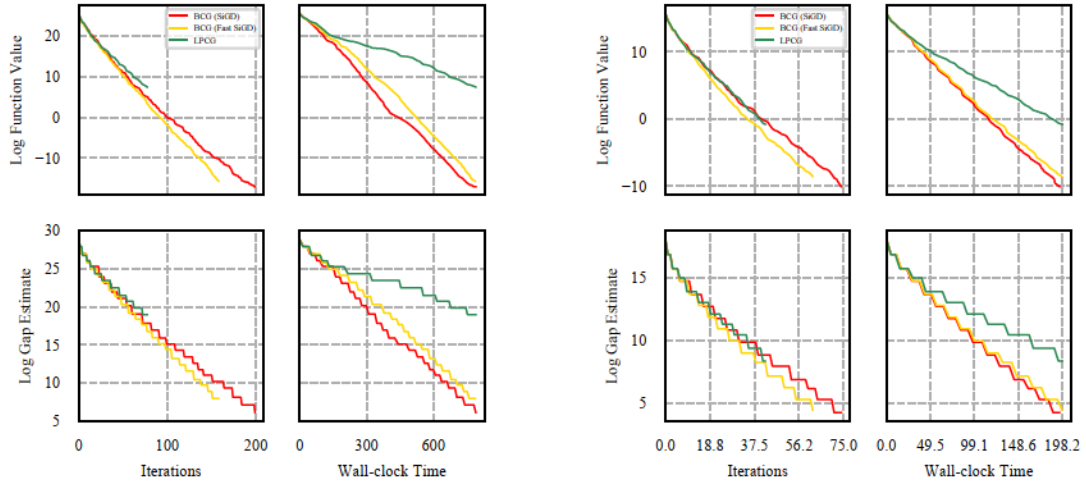 BCG (SiGD)
BCG (Fast SiGD)
LPCG
Log Function Value
20
10
0
−10
Log Gap Estimate
30
25
20
15
10
5
0 100 200
Iterations
0 300 600
Wall-clock Time
BCG (SiGD)
BCG (Fast SiGD)
LPCG
Log Function Value
10
0
−10
Log Gap Estimate
15
10
5
0.0 18.8 37.5 56.2 75.0
Iterations
0.0 49.5 99.1 148.6 198.2
Wall-clock Time